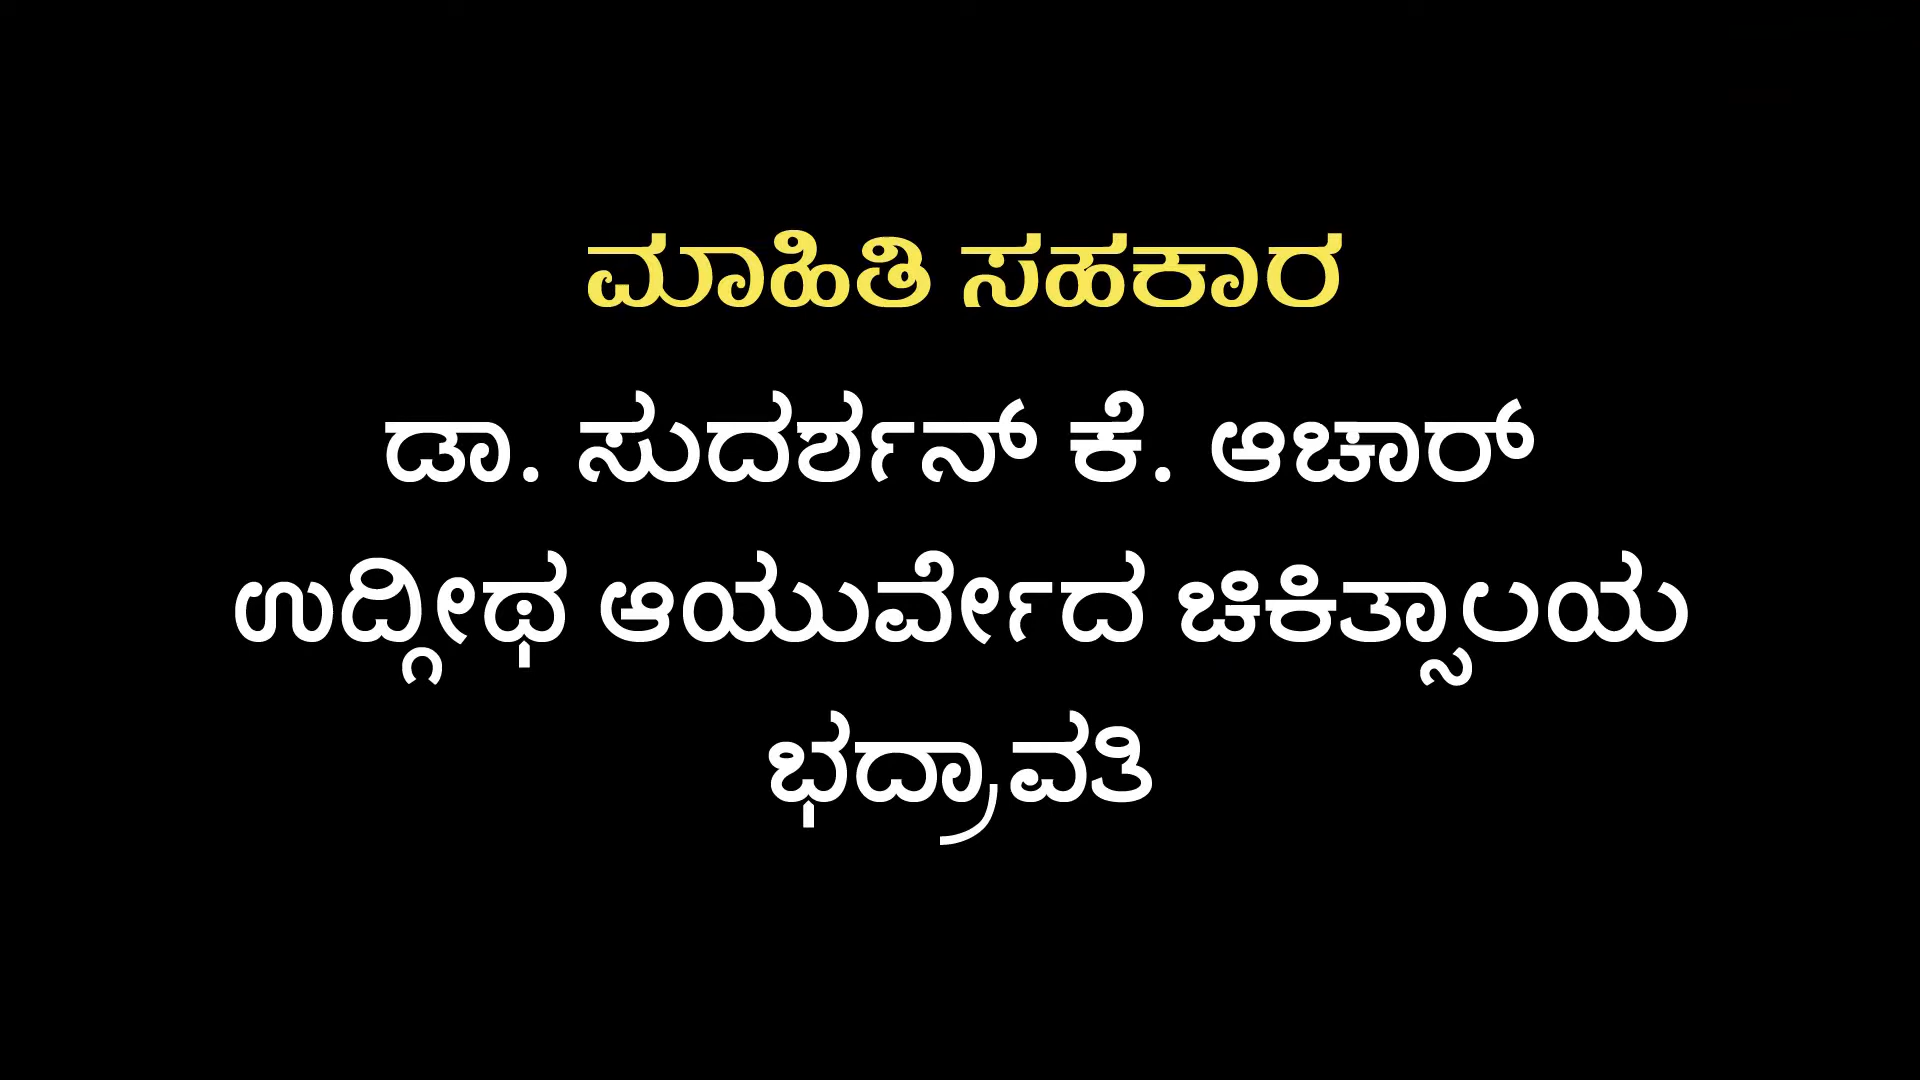 ಮಾಹಿತಿ ಸಹಕಾರ
ಡಾ. ಸುದರ್ಶನ್ ಕೆ. ಆಚಾರ್
ಉದ್ಗೀಥ ಆಯುರ್ವೇದ ಚಿಕಿತ್ಸಾಲಯ
ಭದ್ರಾವತಿ